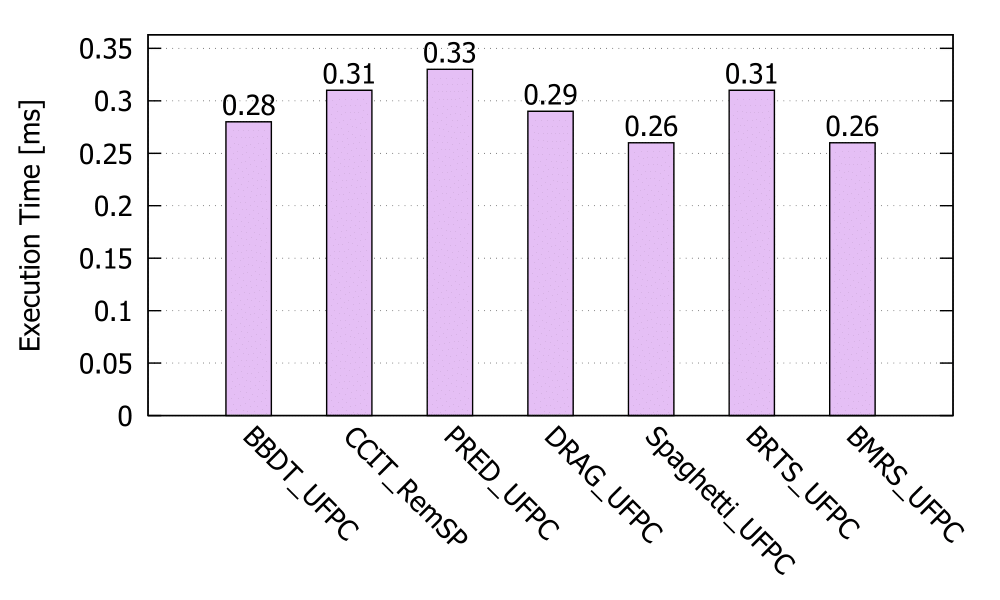 Execution Time [ms]
0.35
0.3
0.25
0.2
0.15
0.1
0.05
0
0.28
0.31
0.33
0.29
0.26
0.31
0.26
BBDT_UFPC
CCIT_RemSP
PRED_UFPC
DRAG_UFPC
Spaghetti_UFPC
BRTS_UFPC
BMRS_UFPC